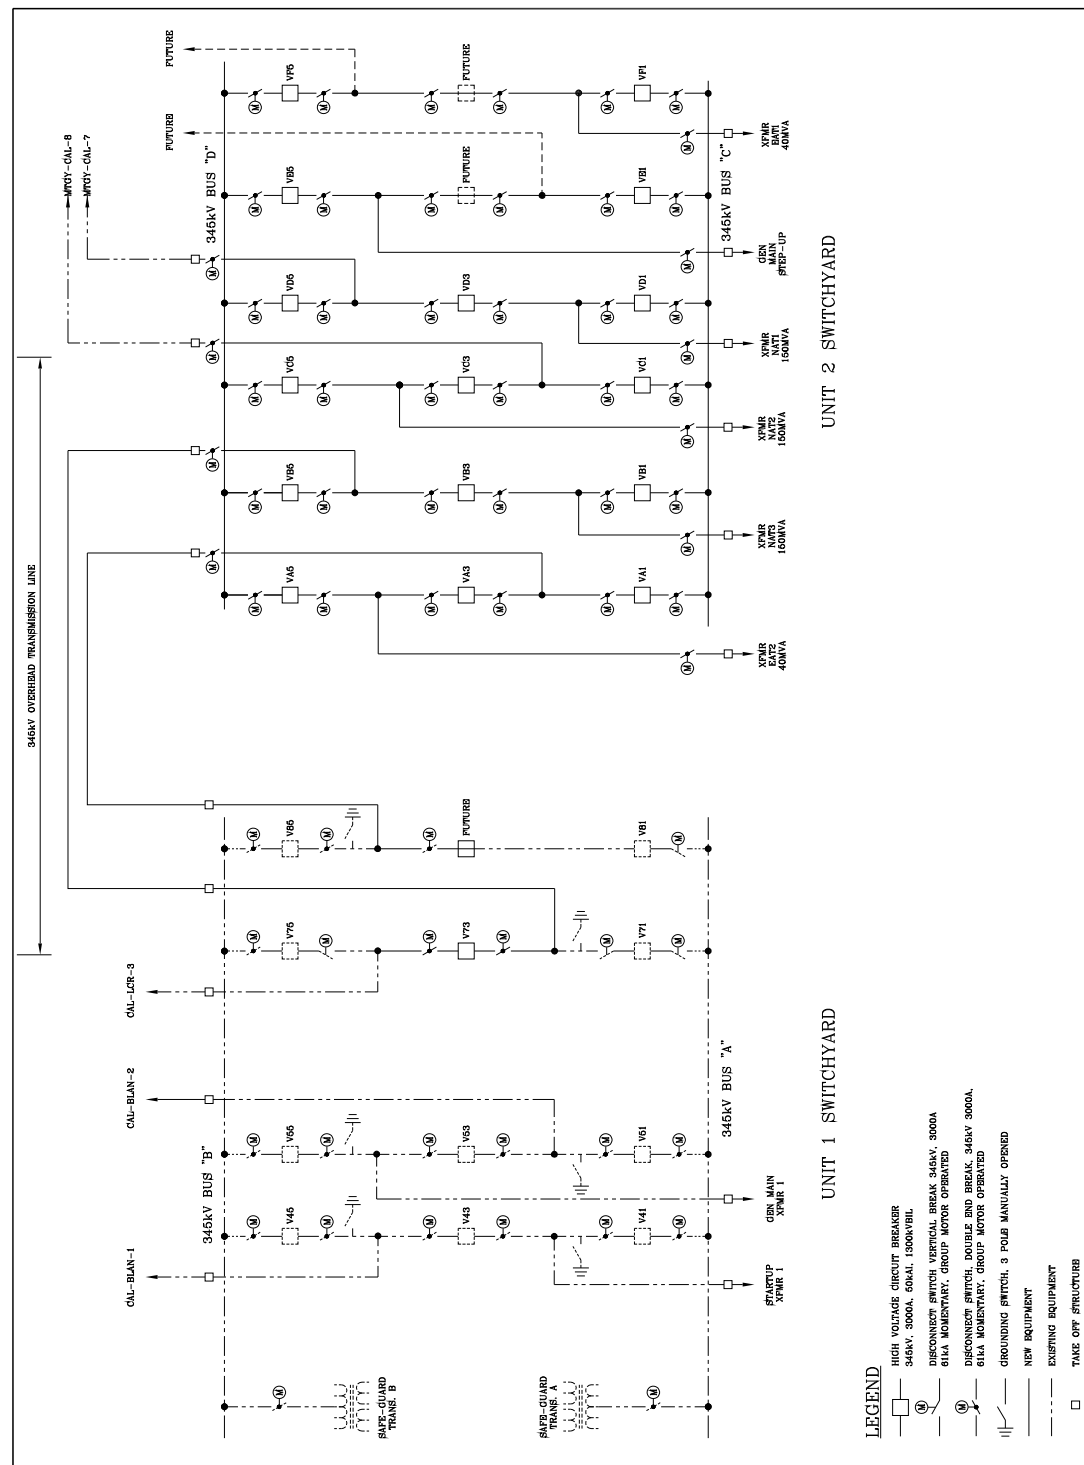 345kV OVERHEAD TRANSMISSION LINE
MTGY-CAL-8
MTGY-CAL-7
CAL-BLAN-1
CAL-BLAN-2
CAL-LCR-3
FUTURE
FUTURE
345kV BUS "B"
345kV BUS "D"
SAFE-GUARD
TRANS. B
V45
V55
V75
V85
VA5
VB5
VC5
VD5
VE5
VF5
V43
V53
V73
FUTURE
VA3
VB3
VC3
VD3
FUTURE
FUTURE
SAFE-GUARD
TRANS. A
V41
V51
V71
V81
VA1
VB1
VC1
VD1
VE1
VF1
345kV BUS "A"
345kV BUS "C"
STARTUP
XFMR 1
GEN MAIN
XFMR 1
XFMR
EAT2
40MVA
XFMR
NAT3
150MVA
XFMR
NAT2
150MVA
XFMR
NAT1
150MVA
GEN
MAIN
STEP-UP
XFMR
EAT1
40MVA
UNIT 1 SWITCHYARD
UNIT 2 SWITCHYARD
LEGEND
HIGH VOLTAGE CIRCUIT BREAKER
345kV, 3000A, 50kAI, 1300kVBIL
M
DISCONNECT SWITCH VERTICAL BREAK 345kV, 3000A
61kA MOMENTARY, GROUP MOTOR OPERATED
M
DISCONNECT SWITCH, DOUBLE END BREAK, 345kV 3000A,
61kA MOMENTARY, GROUP MOTOR OPERATED
GROUNDING SWITCH, 3 POLE MANUALLY OPENED
NEW EQUIPMENT
EXISTING EQUIPMENT
TAKE OFF STRUCTURE